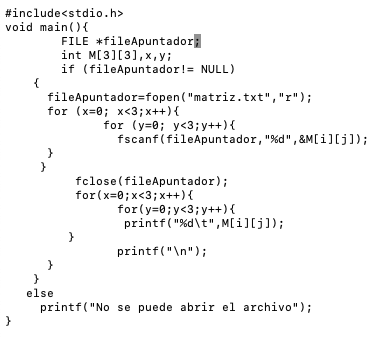 #include<stdio.h>
void main(){
FILE *fileApuntador;
int M[3][3],x,y;
if (fileApuntador!= NULL)
{
fileApuntador=fopen("matriz.txt","r");
for (x=0; x<3;x++){
for (y=0; y<3;y++){
fscanf(fileApuntador,"%d",&M[i][j]);
}
}
fclose(fileApuntador);
for(x=0;x<3;x++){
for(y=0;y<3;y++){
printf("%d\t",M[i][j]);
}
printf("\n");
}
}
else
printf("No se puede abrir el archivo");
}